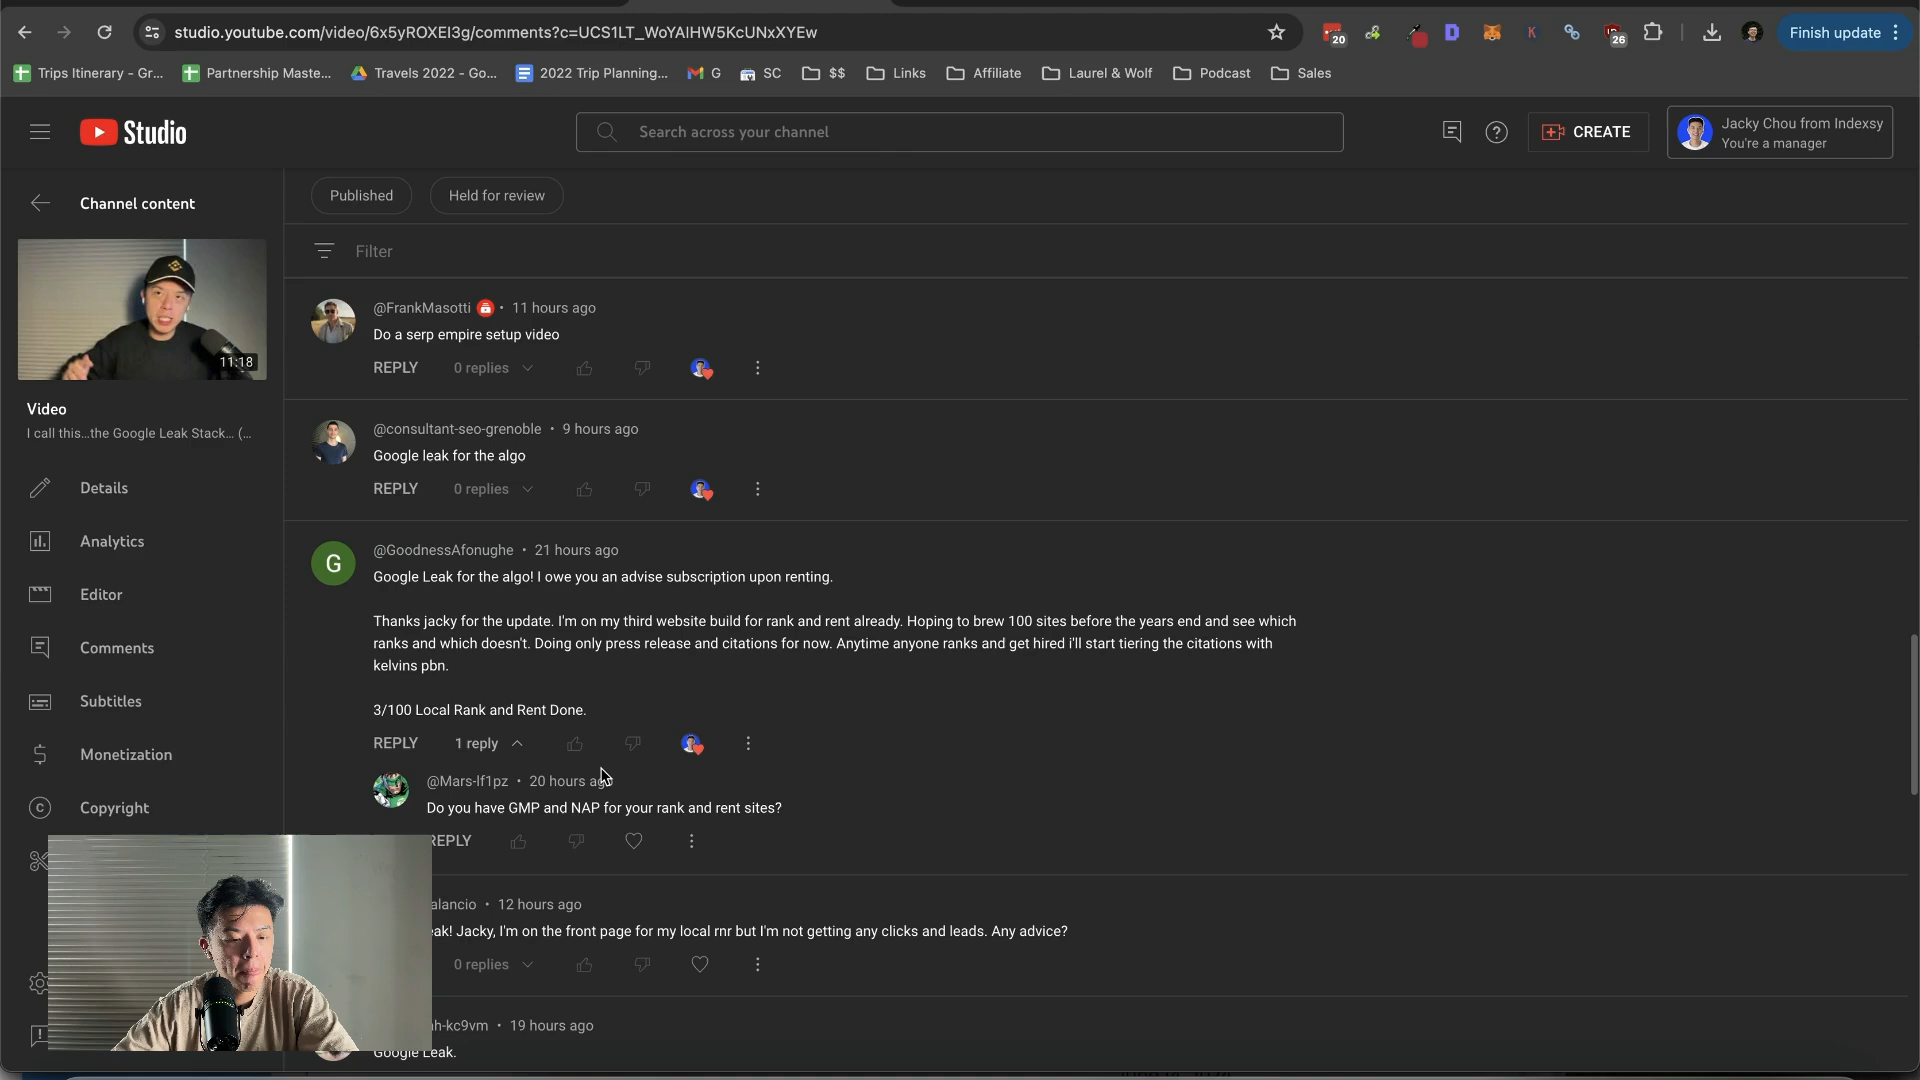 studio.youtube.com/video/6x5yROXEI3g/comments?c=UCS1LT_WoYAlHW5KcUNxXYEw
20
K
26
Finish update
Trips Itinerary - Gr...
Partnership Maste...
Travels 2022 - Go...
2022 Trip Planning...
G
SC
$$
Links
Affiliate
Laurel & Wolf
Podcast
Sales
Studio
Search across your channel
CREATE
Jacky Chou from Indexsy
You're a manager
Channel content
Published
Held for review
Filter
11:18
Video
I call this...the Google Leak Stack... (...
Details
Analytics
Editor
Comments
Subtitles
Monetization
Copyright
@FrankMasotti • 11 hours ago
Do a serp empire setup video
REPLY 0 replies
@consultant-seo-grenoble • 9 hours ago
Google leak for the algo
REPLY 0 replies
G
@GoodnessAfonughe • 21 hours ago
Google Leak for the algo! I owe you an advise subscription upon renting.
Thanks jacky for the update. I'm on my third website build for rank and rent already. Hoping to brew 100 sites before the years end and see which
ranks and which doesn't. Doing only press release and citations for now. Anytime anyone ranks and get hired i'll start tiering the citations with
kelvins pbn.
3/100 Local Rank and Rent Done.
REPLY 1 reply
@Mars-lf1pz • 20 hours ago
Do you have GMP and NAP for your rank and rent sites?
REPLY
alancio • 12 hours ago
eak! Jacky, I'm on the front page for my local rnr but I'm not getting any clicks and leads. Any advice?
0 replies
h-kc9vm • 19 hours ago
Google Leak.